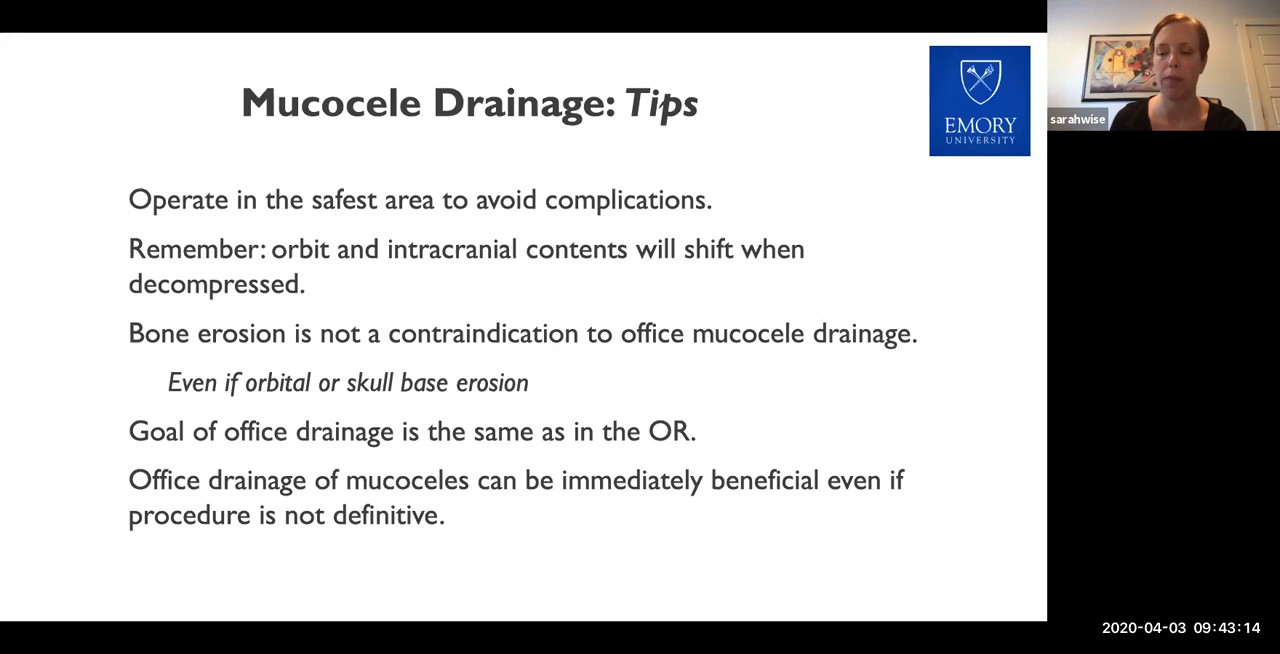 Mucocele Drainage: Tips
EMORY
UNIVERSITY
sarahwise
Operate in the safest area to avoid complications.
Remember: orbit and intracranial contents will shift when
decompressed.
Bone erosion is not a contraindication to office mucocele drainage.
Even if orbital or skull base erosion
Goal of office drainage is the same as in the OR.
Office drainage of mucoceles can be immediately beneficial even if
procedure is not definitive.
2020-04-03 09:43:14